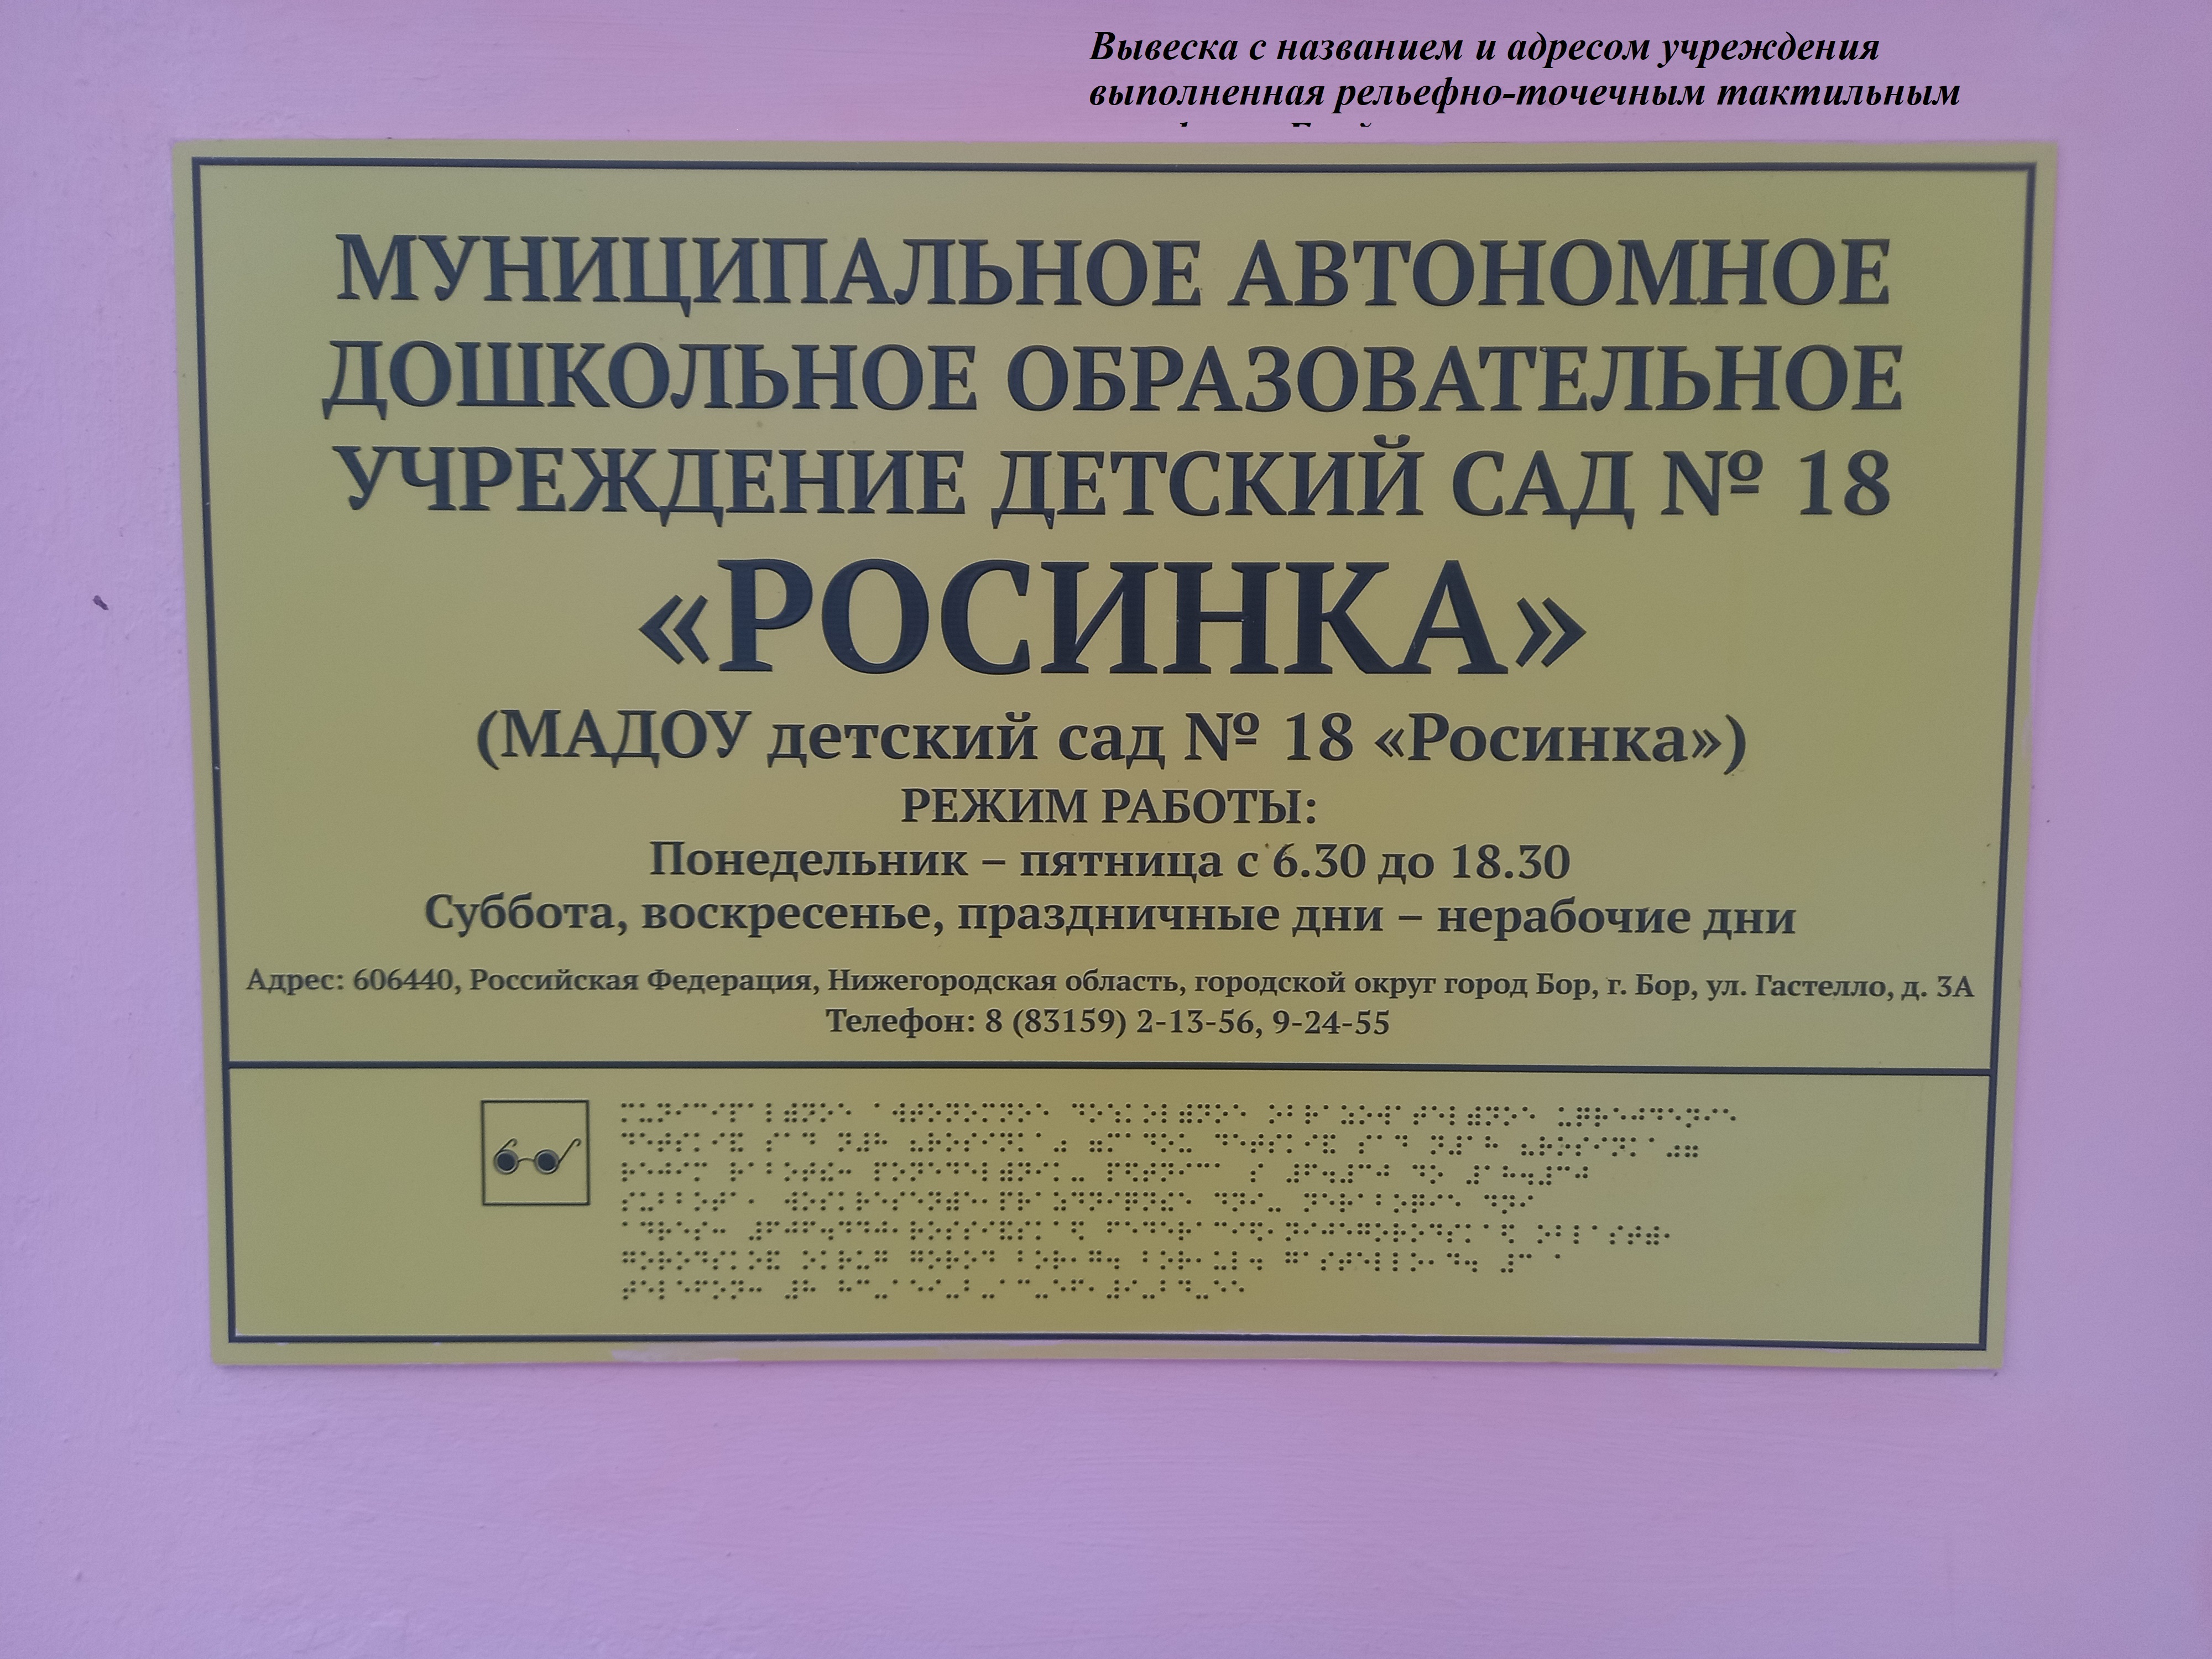 Вывеска с названием и адресом учреждения
выполненная рельефно-точечным тактильным
МУНИЦИПАЛЬНОЕ АВТОНОМНОЕ
ДОШКОЛЬНОЕ ОБРАЗОВАТЕЛЬНОЕ
УЧРЕЖДЕНИЕ ДЕТСКИЙ САД № 18
«РОСИНКА»
(МАДОУ детский сад № 18 «Росинка»)
РЕЖИМ РАБОТЫ:
Понедельник – пятница с 6.30 до 18.30
Суббота, воскресенье, праздничные дни – нерабочие дни
Адрес: 606440, Российская Федерация, Нижегородская область, городской округ город Бор, г. Бор, ул. Гастелло, д. 3А
Телефон: 8 (83159) 2-13-56, 9-24-55